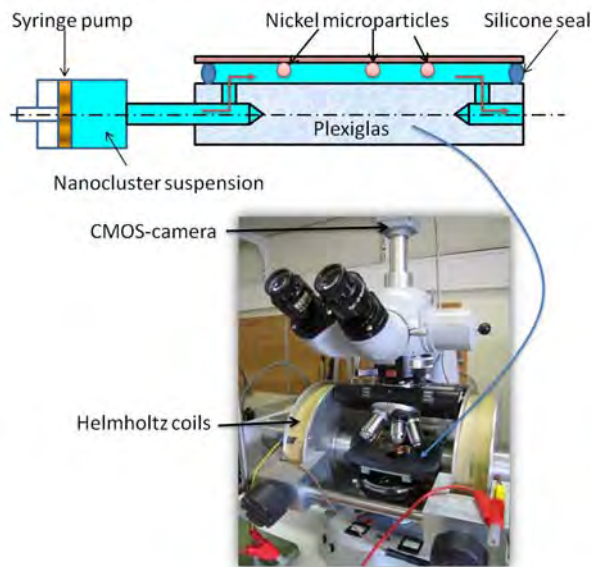 Syringe pump
Nickel microparticles
Silicone seal
Plexiglas
Nanocluster suspension
CMOS-camera
Helmholtz coils